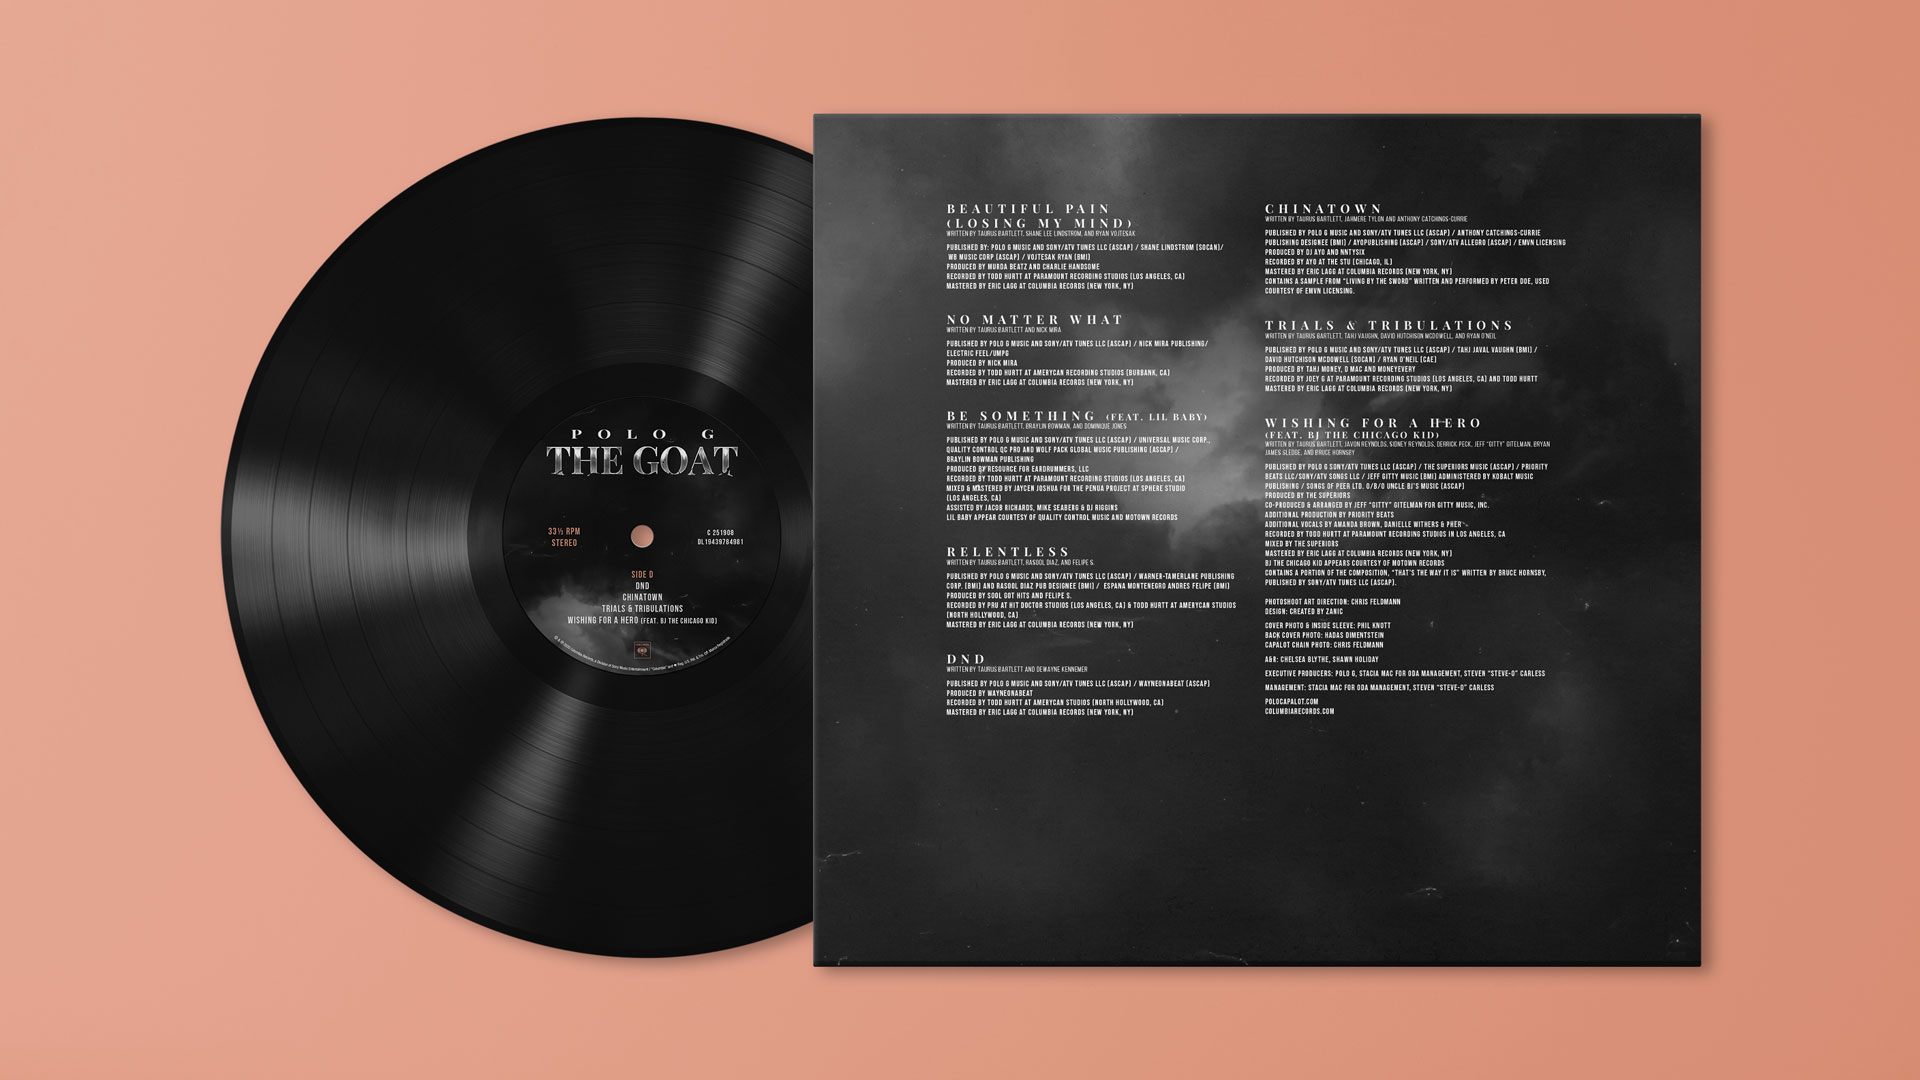 POLO G
THE GOAT
33⅓ RPM
STEREO
C 251908
DL19439784981
SIDE D
DND
CHINATOWN
TRIALS & TRIBULATIONS
WISHING FOR A HERO (FEAT. BJ THE CHICAGO KID)
BEAUTIFUL PAIN
(LOSING MY MIND)
WRITTEN BY TAURUS BARTLETT, SHANE LEE LINDSTROM, AND RYAN VOJTESAK
PUBLISHED BY: POLO G MUSIC AND SONY/ATV TUNES LLC (ASCAP) / SHANE LINDSTROM (SOCAN)/
WB MUSIC CORP (ASCAP) / VOJTESAK RYAN (BMI)
PRODUCED BY MURDA BEATZ AND CHARLIE HANDSOME
RECORDED BY TODD HURTT AT PARAMOUNT RECORDING STUDIOS (LOS ANGELES, CA)
MASTERED BY ERIC LAGG AT COLUMBIA RECORDS (NEW YORK, NY)
NO MATTER WHAT
WRITTEN BY TAURUS BARTLETT AND NICK MIRA
PUBLISHED BY POLO G MUSIC AND SONY/ATV TUNES LLC (ASCAP) / NICK MIRA PUBLISHING/
ELECTRIC FEEL/UMPG
PRODUCED BY NICK MIRA
RECORDED BY TODD HURTT AT AMERYCAN RECORDING STUDIOS (BURBANK, CA)
MASTERED BY ERIC LAGG AT COLUMBIA RECORDS (NEW YORK, NY)
BE SOMETHING (FEAT. LIL BABY)
WRITTEN BY TAURUS BARTLETT, BRAYLIN BOWMAN, AND DOMINIQUE JONES
PUBLISHED BY POLO G MUSIC AND SONY/ATV TUNES LLC (ASCAP) / UNIVERSAL MUSIC CORP.,
QUALITY CONTROL QC PRO AND WOLF PACK GLOBAL MUSIC PUBLISHING (ASCAP) /
BRAYLIN BOWMAN PUBLISHING
PRODUCED BY RESOURCE FOR EARDRUMMERS, LLC
RECORDED BY TODD HURTT AT PARAMOUNT RECORDING STUDIOS (LOS ANGELES, CA)
MIXED & MASTERED BY JAYCEN JOSHUA FOR THE PENUA PROJECT AT SPHERE STUDIO
(LOS ANGELES, CA)
ASSISTED BY JACOB RICHARDS, MIKE SEABERG & DJ RIGGINS
LIL BABY APPEAR COURTESY OF QUALITY CONTROL MUSIC AND MOTOWN RECORDS
RELENTLESS
WRITTEN BY TAURUS BARTLETT, RASOOL DIAZ, AND FELIPE S.
PUBLISHED BY POLO G MUSIC AND SONY/ATV TUNES LLC (ASCAP) / WARNER-TAMERLANE PUBLISHING
CORP. (BMI) AND RASOOL DIAZ PUB DESIGNEE (BMI) / ESPANA MONTENEGRO ANDRES FELIPE (BMI)
PRODUCED BY SOOL GOT HITS AND FELIPE S.
RECORDED BY PRU AT HIT DOCTOR STUDIOS (LOS ANGELES, CA) & TODD HURTT AT AMERYCAN STUDIOS
(NORTH HOLLYWOOD, CA)
MASTERED BY ERIC LAGG AT COLUMBIA RECORDS (NEW YORK, NY)
DND
WRITTEN BY TAURUS BARTLETT AND DEWAYNE KENNEMER
PUBLISHED BY POLO G MUSIC AND SONY/ATV TUNES LLC (ASCAP) / WAYNEONABEAT (ASCAP)
PRODUCED BY WAYNEONABEAT
RECORDED BY TODD HURTT AT AMERYCAN STUDIOS (NORTH HOLLYWOOD, CA)
MASTERED BY ERIC LAGG AT COLUMBIA RECORDS (NEW YORK, NY)
CHINATOWN
WRITTEN BY TAURUS BARTLETT, JAHMERE TYLON AND ANTHONY CATCHINGS-CURRIE
PUBLISHED BY POLO G MUSIC AND SONY/ATV TUNES LLC (ASCAP) / ANTHONY CATCHINGS-CURRIE
PUBLISHING DESIGNEE (BMI) / AYOPUBLISHING (ASCAP) / SONY/ATV ALLEGRO (ASCAP) / EMVN LICENSING
PRODUCED BY DJ AYO AND NNTYSIX
RECORDED BY AYO AT THE STU (CHICAGO, IL)
MASTERED BY ERIC LAGG AT COLUMBIA RECORDS (NEW YORK, NY)
CONTAINS A SAMPLE FROM "LIVING BY THE SWORD" WRITTEN AND PERFORMED BY PETER DOE, USED
COURTESY OF EMVN LICENSING.
TRIALS & TRIBULATIONS
WRITTEN BY TAURUS BARTLETT, TAHJ VAUGHN, DAVID HUTCHISON MCDOWELL, AND RYAN O'NEIL
PUBLISHED BY POLO G MUSIC AND SONY/ATV TUNES LLC (ASCAP) / TAHJ JAVAL VAUGHN (BMI) /
DAVID HUTCHISON MCDOWELL (SOCAN) / RYAN O'NEIL (CAE)
PRODUCED BY TAHJ MONEY, D MAC AND MONEYEVERY
RECORDED BY JOEY G AT PARAMOUNT RECORDING STUDIOS (LOS ANGELES, CA) AND TODD HURTT
MASTERED BY ERIC LAGG AT COLUMBIA RECORDS (NEW YORK, NY)
WISHING FOR A HERO
(FEAT. BJ THE CHICAGO KID)
WRITTEN BY TAURUS BARTLETT, JAVON REYNOLDS, SIDNEY REYNOLDS, DERRICK PECK, JEFF "GITTY" GITELMAN, BRYAN
JAMES SLEDGE, AND BRUCE HORNSBY
PUBLISHED BY POLO G SONY/ATV TUNES LLC (ASCAP) / THE SUPERIORS MUSIC (ASCAP) / PRIORITY
BEATS LLC/SONY/ATV SONGS LLC / JEFF GITTY MUSIC (BMI) ADMINISTERED BY KOBALT MUSIC
PUBLISHING / SONGS OF PEER LTD. O/B/O UNCLE BJ'S MUSIC (ASCAP)
PRODUCED BY THE SUPERIORS
CO-PRODUCED & ARRANGED BY JEFF "GITTY" GITELMAN FOR GITTY MUSIC, INC.
ADDITIONAL PRODUCTION BY PRIORITY BEATS
ADDITIONAL VOCALS BY AMANDA BROWN, DANIELLE WITHERS & PHER
RECORDED BY TODD HURTT AT PARAMOUNT RECORDING STUDIOS IN LOS ANGELES, CA
MIXED BY THE SUPERIORS
MASTERED BY ERIC LAGG AT COLUMBIA RECORDS (NEW YORK, NY)
BJ THE CHICAGO KID APPEARS COURTESY OF MOTOWN RECORDS
CONTAINS A PORTION OF THE COMPOSITION, "THAT'S THE WAY IT IS" WRITTEN BY BRUCE HORNSBY,
PUBLISHED BY SONY/ATV TUNES LLC (ASCAP).
PHOTOSHOOT ART DIRECTION: CHRIS FELDMANN
DESIGN: CREATED BY ZANIC
COVER PHOTO & INSIDE SLEEVE: PHIL KNOTT
BACK COVER PHOTO: HADAS DIMENTSTEIN
CAPALOT CHAIN PHOTO: CHRIS FELDMANN
A&R: CHELSEA BLYTHE, SHAWN HOLIDAY
EXECUTIVE PRODUCERS: POLO G, STACIA MAC FOR ODA MANAGEMENT, STEVEN "STEVE-O" CARLESS
MANAGEMENT: STACIA MAC FOR ODA MANAGEMENT, STEVEN "STEVE-O" CARLESS
POLOCAPALOT.COM
COLUMBIARECORDS.COM